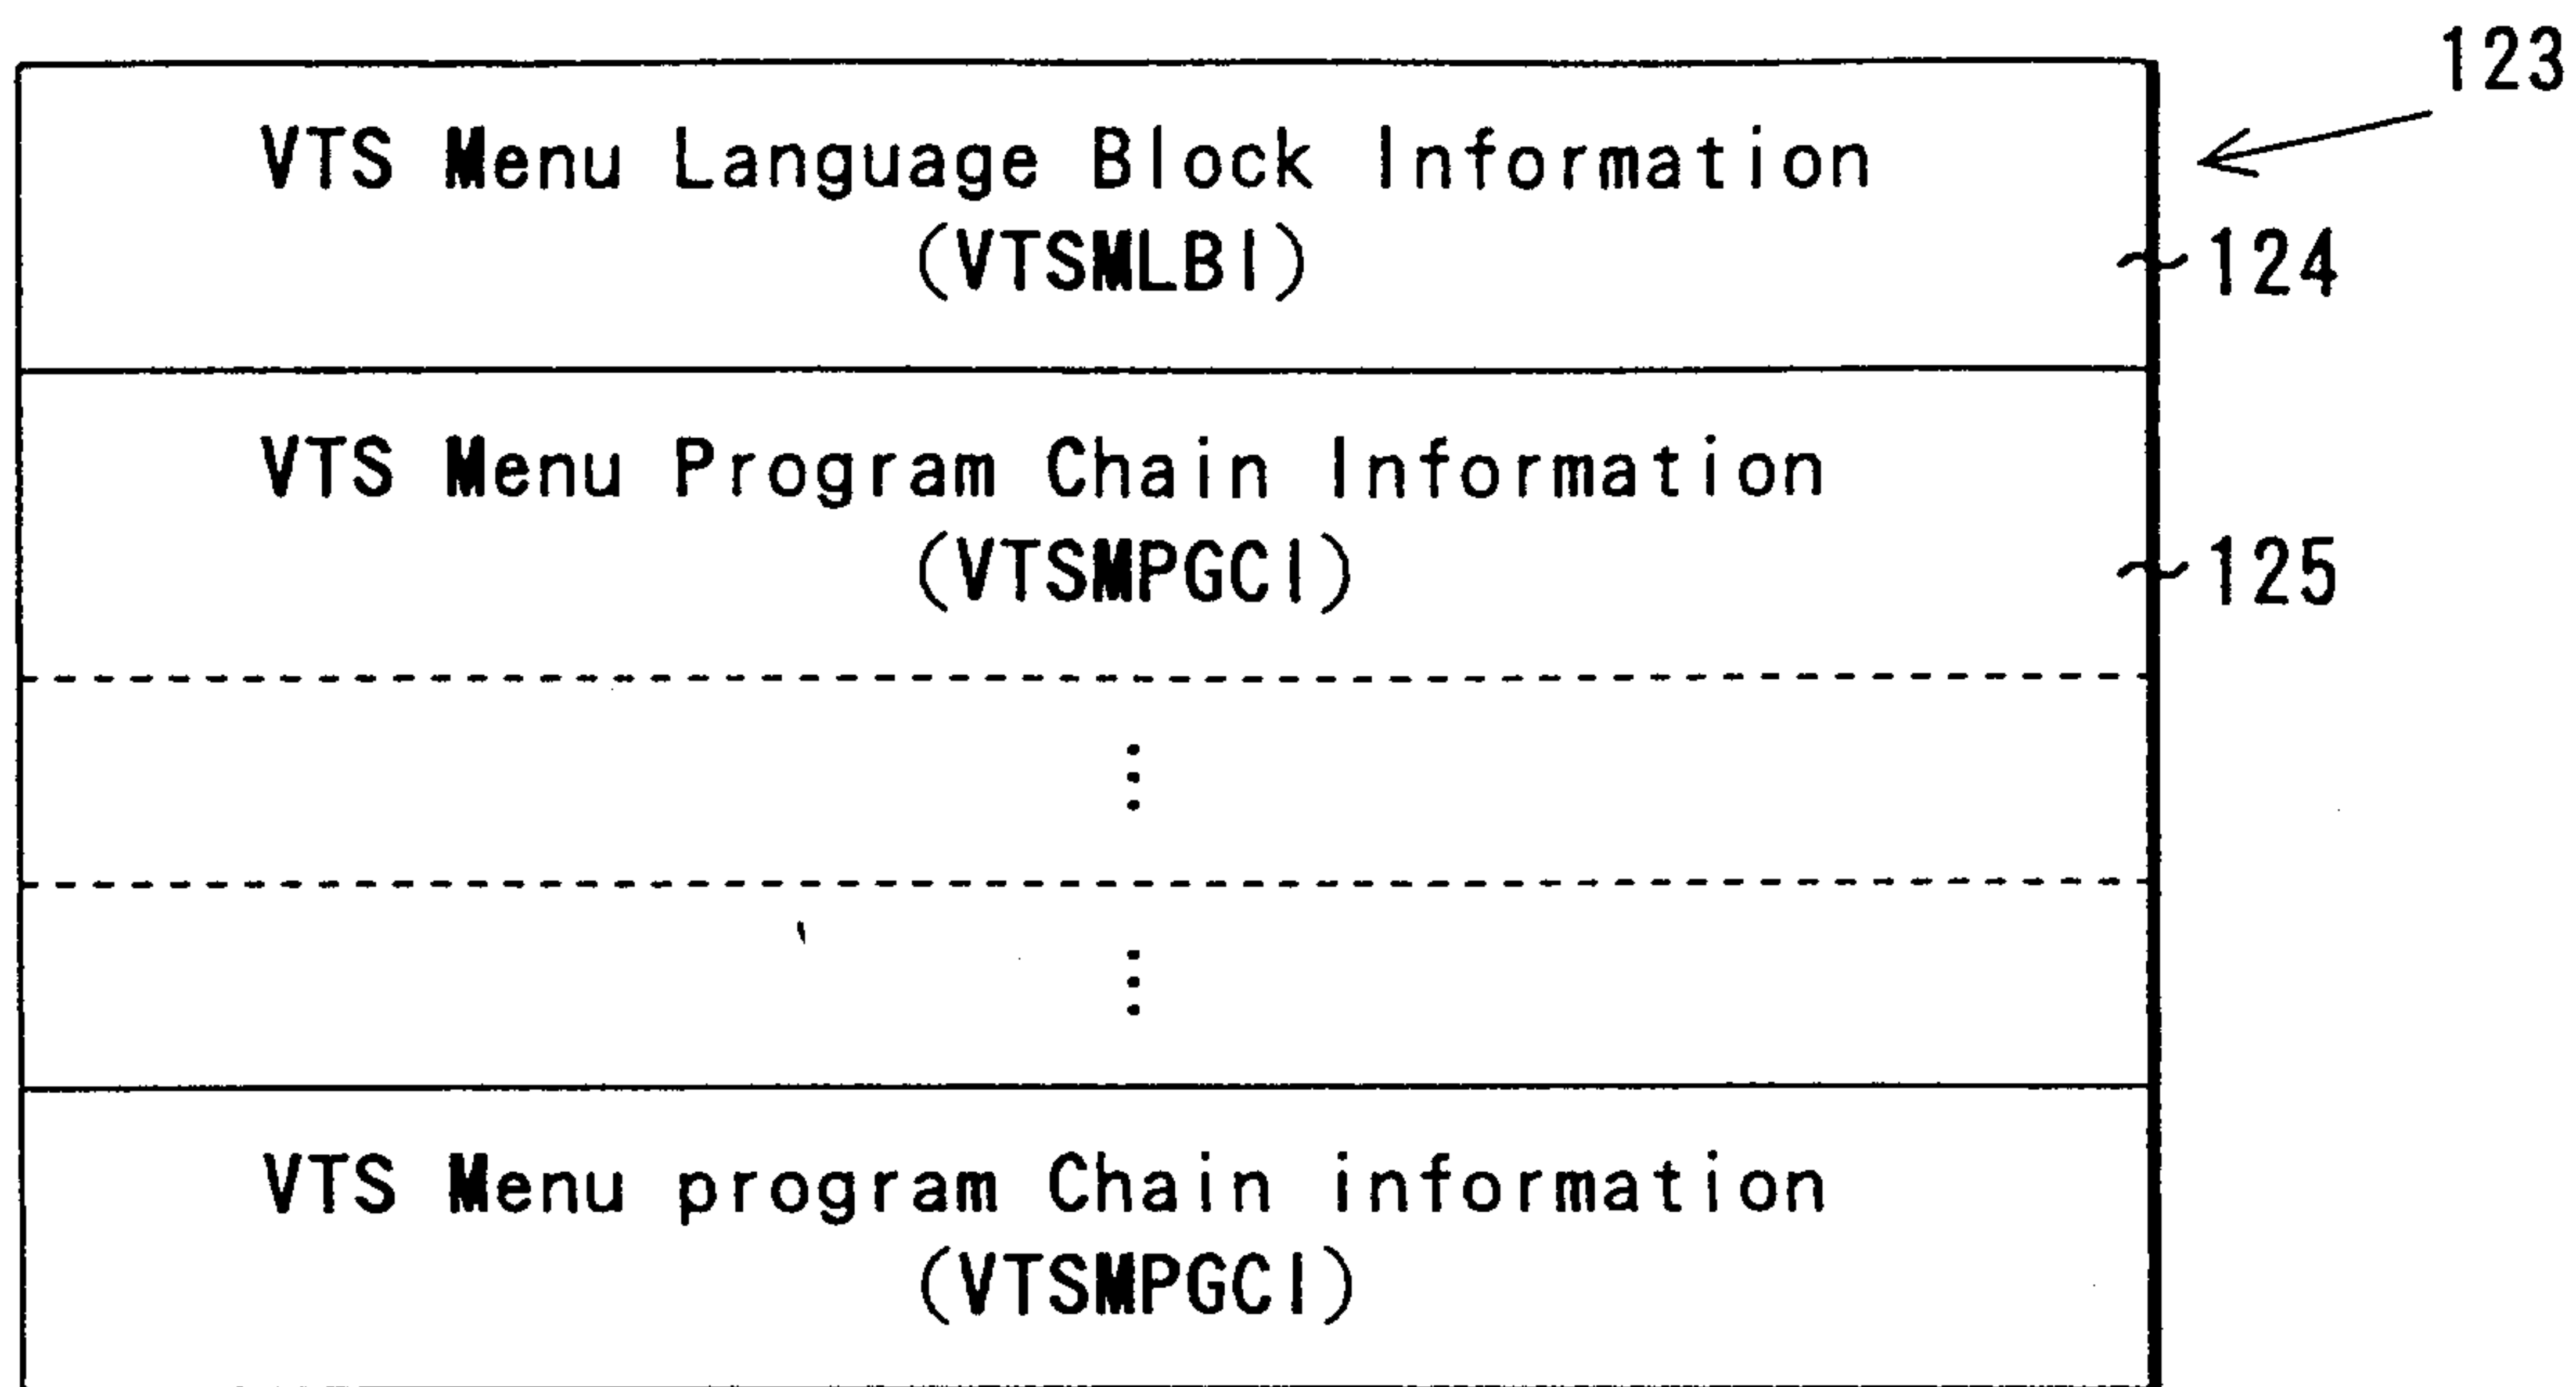 123
VTS Menu Language Block Information
(VTSMLBI)
124
VTS Menu Program Chain Information
(VTSMPGCI)
125
VTS Menu program Chain information
(VTSMPGCI)